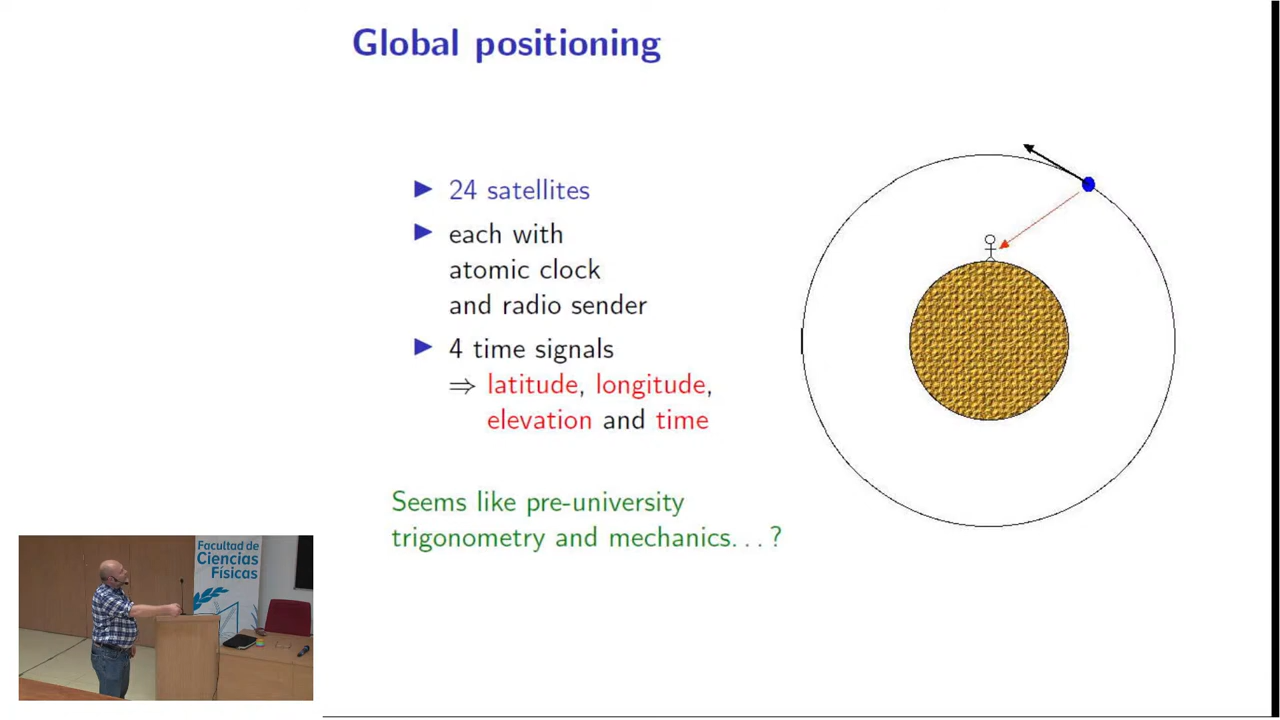 Global positioning
24 satellites
each with
atomic clock
and radio sender
4 time signals
⇒ latitude, longitude,
elevation and time
Seems like pre-university
trigonometry and mechanics...?
Facultad de
Ciencias
Físicas